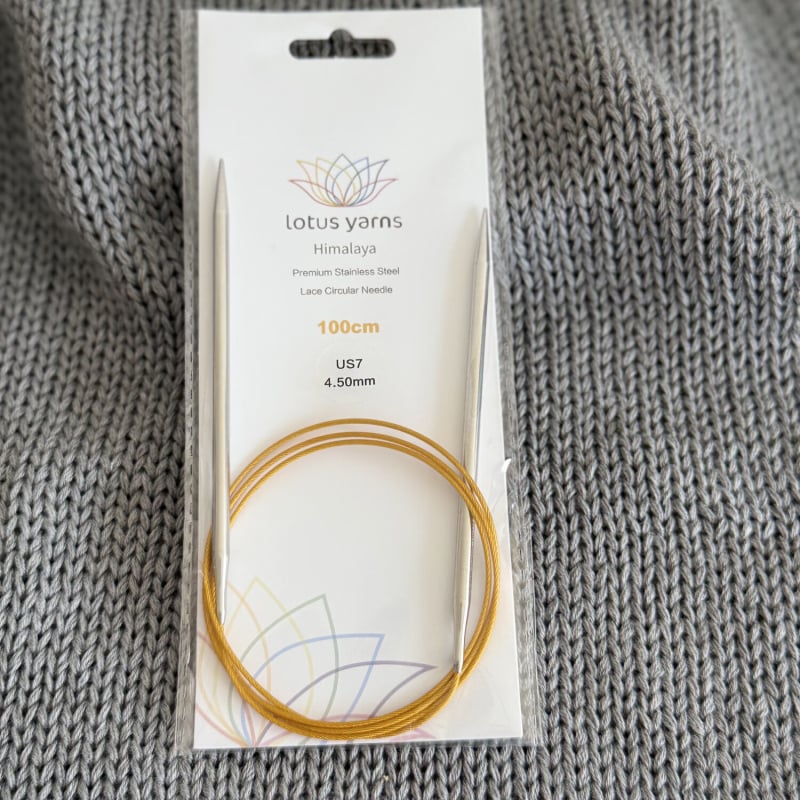 lotus yarns
Himalaya
Premium Stainless Steel
Lace Circular Needle
100cm
US7
4.50mm